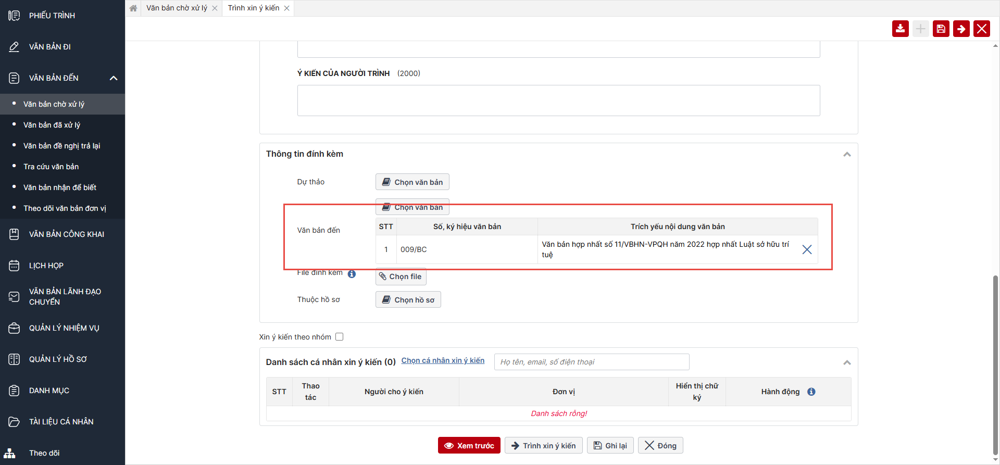 PHIẾU TRÌNH
VĂN BẢN ĐI
VĂN BẢN ĐẾN
Văn bản chờ xử lý
Văn bản đã xử lý
Văn bản đề nghị trả lại
Tra cứu văn bản
Văn bản nhận để biết
Theo dõi văn bản đơn vị
VĂN BẢN CÔNG KHAI
LỊCH HỌP
VĂN BẢN LÃNH ĐẠO
CHUYỂN
QUẢN LÝ NHIỆM VỤ
QUẢN LÝ HỒ SƠ
DANH MỤC
TÀI LIỆU CÁ NHÂN
Theo dõi
Văn bản chờ xử lý
Trình xin ý kiến
Ý KIẾN CỦA NGƯỜI TRÌNH (2000)
Thông tin đính kèm
Dự thảo
Chọn văn bản
Chọn văn bản
Văn bản đến
STT Số, ký hiệu văn bản Trích yếu nội dung văn bản
1 009/BC Văn bản hợp nhất số 11/VBHN-VPQH năm 2022 hợp nhất Luật sở hữu trí
tuệ
File đính kèm
Chọn file
Thuộc hồ sơ
Chọn hồ sơ
Xin ý kiến theo nhóm
Danh sách cá nhân xin ý kiến (0) Chọn cá nhân xin ý kiến Họ tên, email, số điện thoại
STT Thao tác Người cho ý kiến Đơn vị Hiển thị chữ ký Hành động
Danh sách rỗng!
Xem trước Trình xin ý kiến Ghi lại Đóng